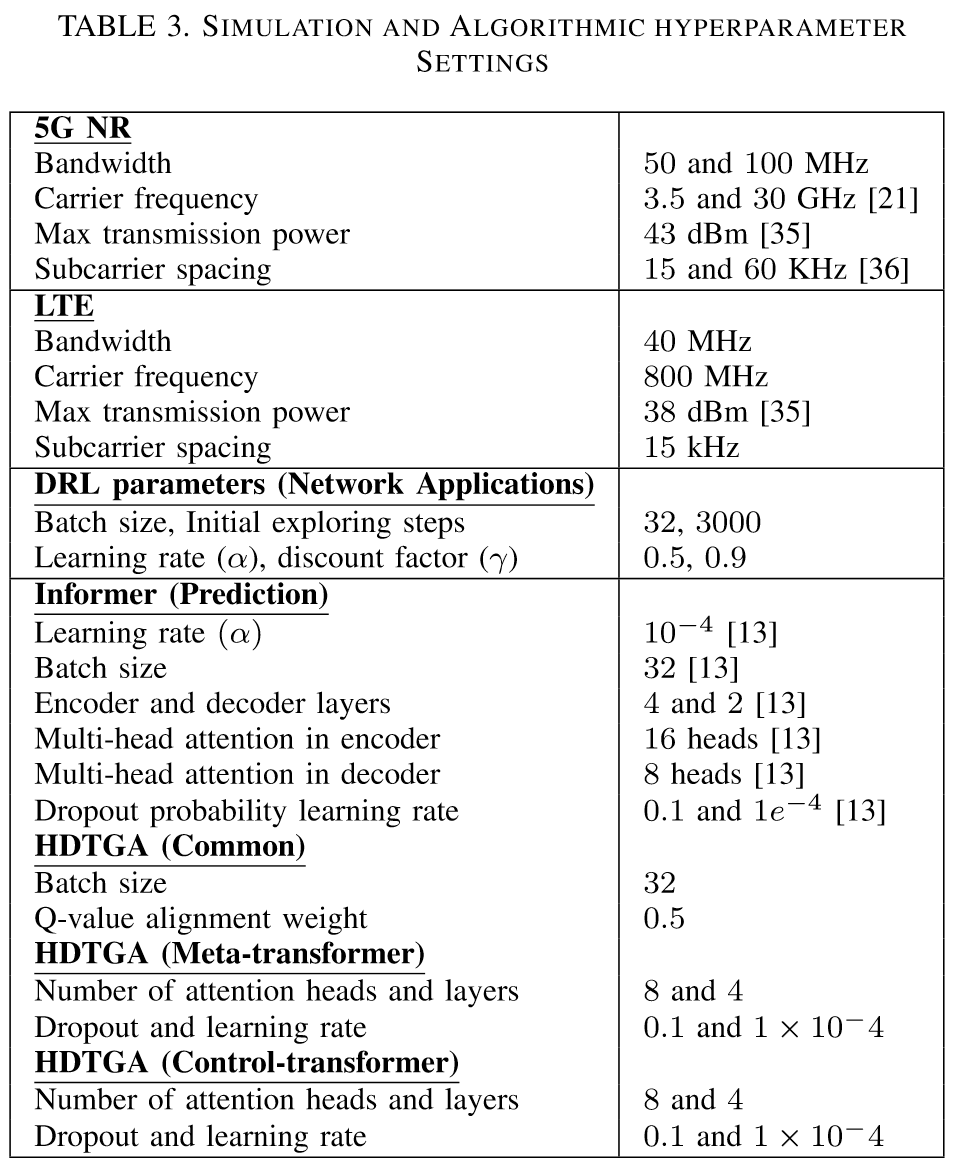 TABLE 3. SIMULATION AND ALGORITHMIC HYPERPARAMETER
SETTINGS
5G NR
Bandwidth 50 and 100 MHz
Carrier frequency 3.5 and 30 GHz [21]
Max transmission power 43 dBm [35]
Subcarrier spacing 15 and 60 KHz [36]
LTE
Bandwidth 40 MHz
Carrier frequency 800 MHz
Max transmission power 38 dBm [35]
Subcarrier spacing 15 kHz
DRL parameters (Network Applications)
Batch size, Initial exploring steps 32, 3000
Learning rate (α), discount factor (γ) 0.5, 0.9
Informer (Prediction)
Learning rate (α) 10⁻⁴ [13]
Batch size 32 [13]
Encoder and decoder layers 4 and 2 [13]
Multi-head attention in encoder 16 heads [13]
Multi-head attention in decoder 8 heads [13]
Dropout probability learning rate 0.1 and 1e⁻⁴ [13]
HDTGA (Common)
Batch size 32
Q-value alignment weight 0.5
HDTGA (Meta-transformer)
Number of attention heads and layers 8 and 4
Dropout and learning rate 0.1 and 1 × 10⁻4
HDTGA (Control-transformer)
Number of attention heads and layers 8 and 4
Dropout and learning rate 0.1 and 1 × 10⁻4